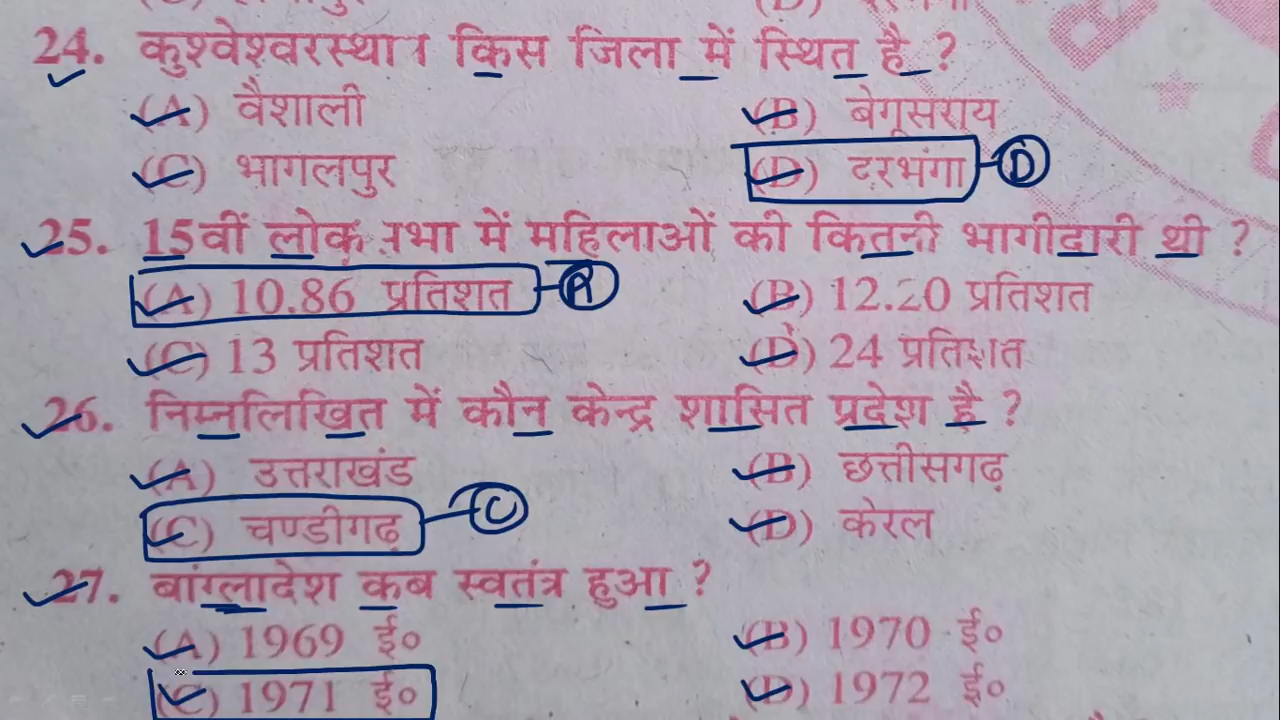 24. कुश्वेश्वरस्थान किस जिला में स्थित है ?
(A) वैशाली (B) बेगूसराय
(C) भागलपुर (D) दरभंगा D
25. 15वीं लोक सभा में महिलाओं की कितनी भागीदारी थी ?
(A) 10.86 प्रतिशत A (B) 12.20 प्रतिशत
(C) 13 प्रतिशत (D) 24 प्रतिशत
26. निम्नलिखित में कौन केन्द्र शासित प्रदेश है ?
(A) उत्तराखंड (B) छत्तीसगढ़
(C) चण्डीगढ़ C (D) केरल
27. बांग्लादेश कब स्वतंत्र हुआ ?
(A) 1969 ई० (B) 1970 ई०
(C) 1971 ई० (D) 1972 ई०